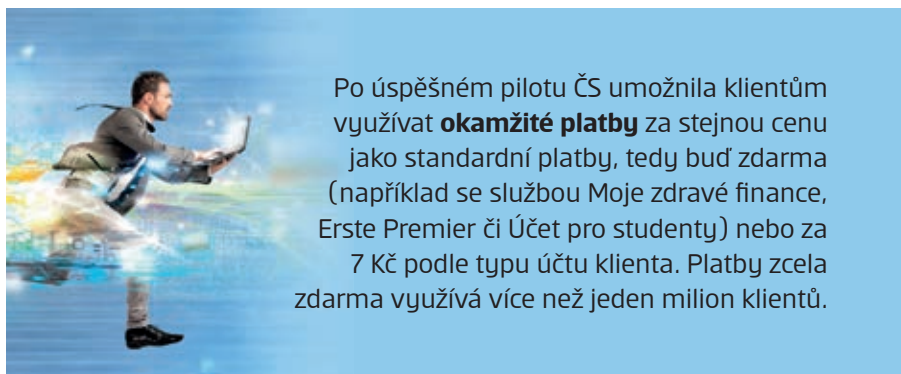 Po úspěšném pilotu ČS umožnila klientům
využívat okamžité platby za stejnou cenu
jako standardní platby, tedy buď zdarma
(například se službou Moje zdravé finance,
Erste Premier či Účet pro studenty) nebo za
7 Kč podle typu účtu klienta. Platby zcela
zdarma využívá více než jeden milion klientů.